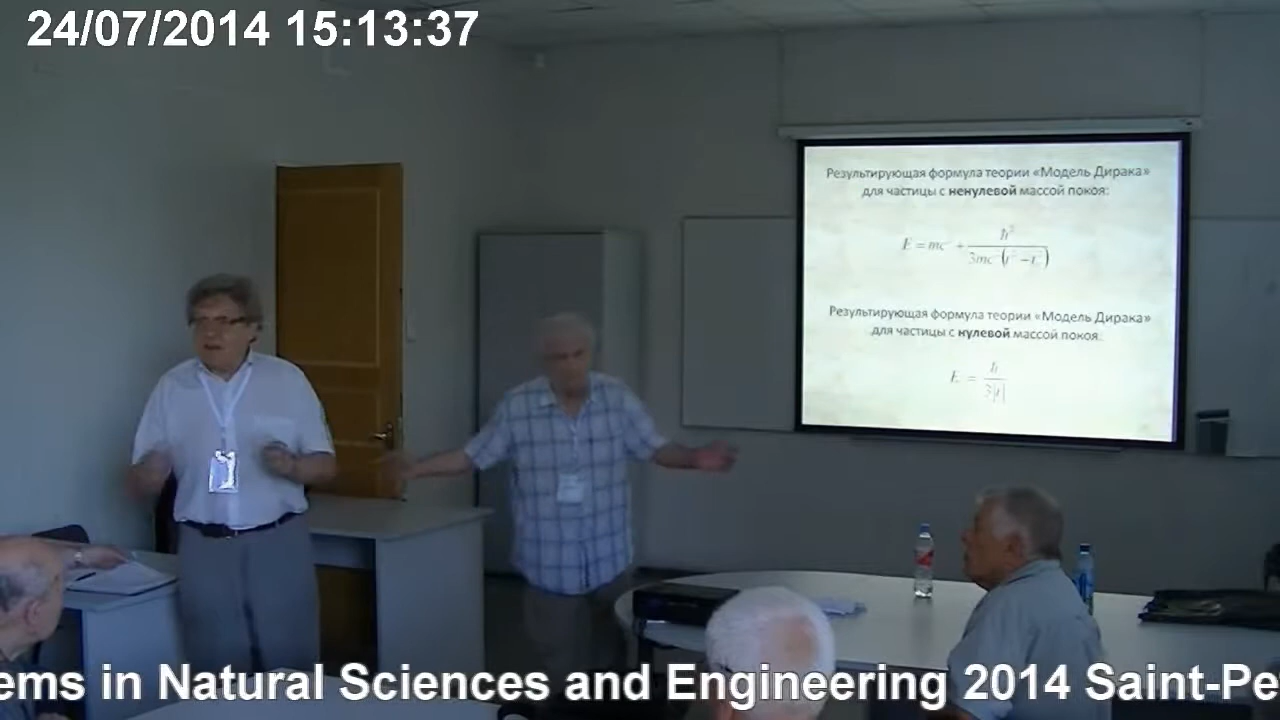 24/07/2014 15:13:37
Результирующая формула теории «Модель Дирака»
для частицы с ненулевой массой покоя:
Результирующая формула теории «Модель Дирака»
для частицы с нулевой массой покоя:
E = ħ / 3|t|
ems in Natural Sciences and Engineering 2014 Saint-Pe